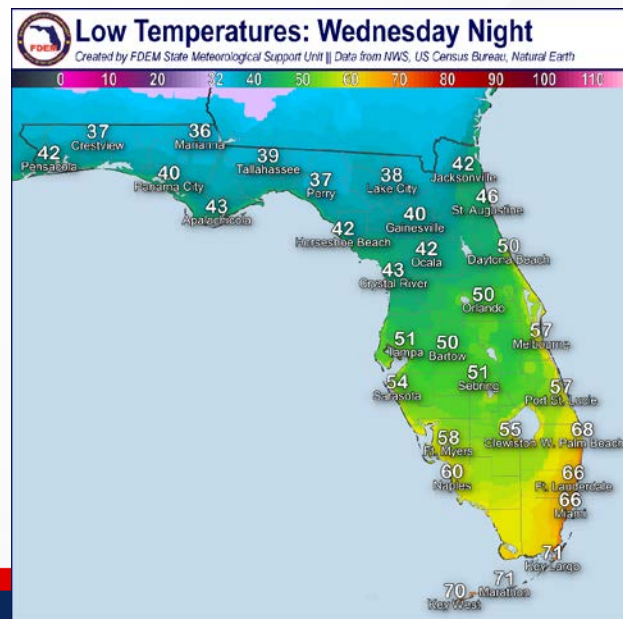 FDEM
Low Temperatures: Wednesday Night
Created by FDEM State Meteorological Support Unit || Data from NWS, US Census Bureau, Natural Earth
0 10 20 32 40 50 60 70 80 90 100 110
37
Crestview
36
Marianna
42
Pensacola
40
Panama City
39
Tallahassee
43
Apalachicola
37
Perry
38
Lake City
42
Jacksonville
46
St. Augustine
40
Gainesville
42
Horseshoe Beach
42
Ocala
50
Daytona Beach
43
Crystal River
50
Orlando
51
Tampa
50
Bartow
57
Melbourne
54
Sarasota
51
Sebring
57
Port St. Lucie
58
Ft. Myers
55
Clewiston
68
W. Palm Beach
60
Naples
66
Ft. Lauderdale
66
Miami
71
Key Largo
71
Marathon
70
Key West